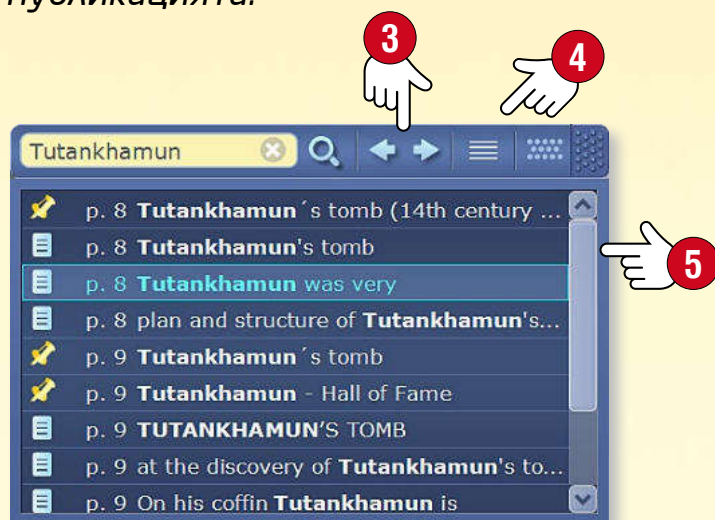 публикацията.
3
4
Tutankhamun
p. 8 Tutankhamun´s tomb (14th century ...
p. 8 Tutankhamun's tomb
5
p. 8 Tutankhamun was very
p. 8 plan and structure of Tutankhamun's...
p. 9 Tutankhamun´s tomb
p. 9 Tutankhamun - Hall of Fame
p. 9 TUTANKHAMUN’S TOMB
p. 9 at the discovery of Tutankhamun's to...
p. 9 On his coffin Tutankhamun is